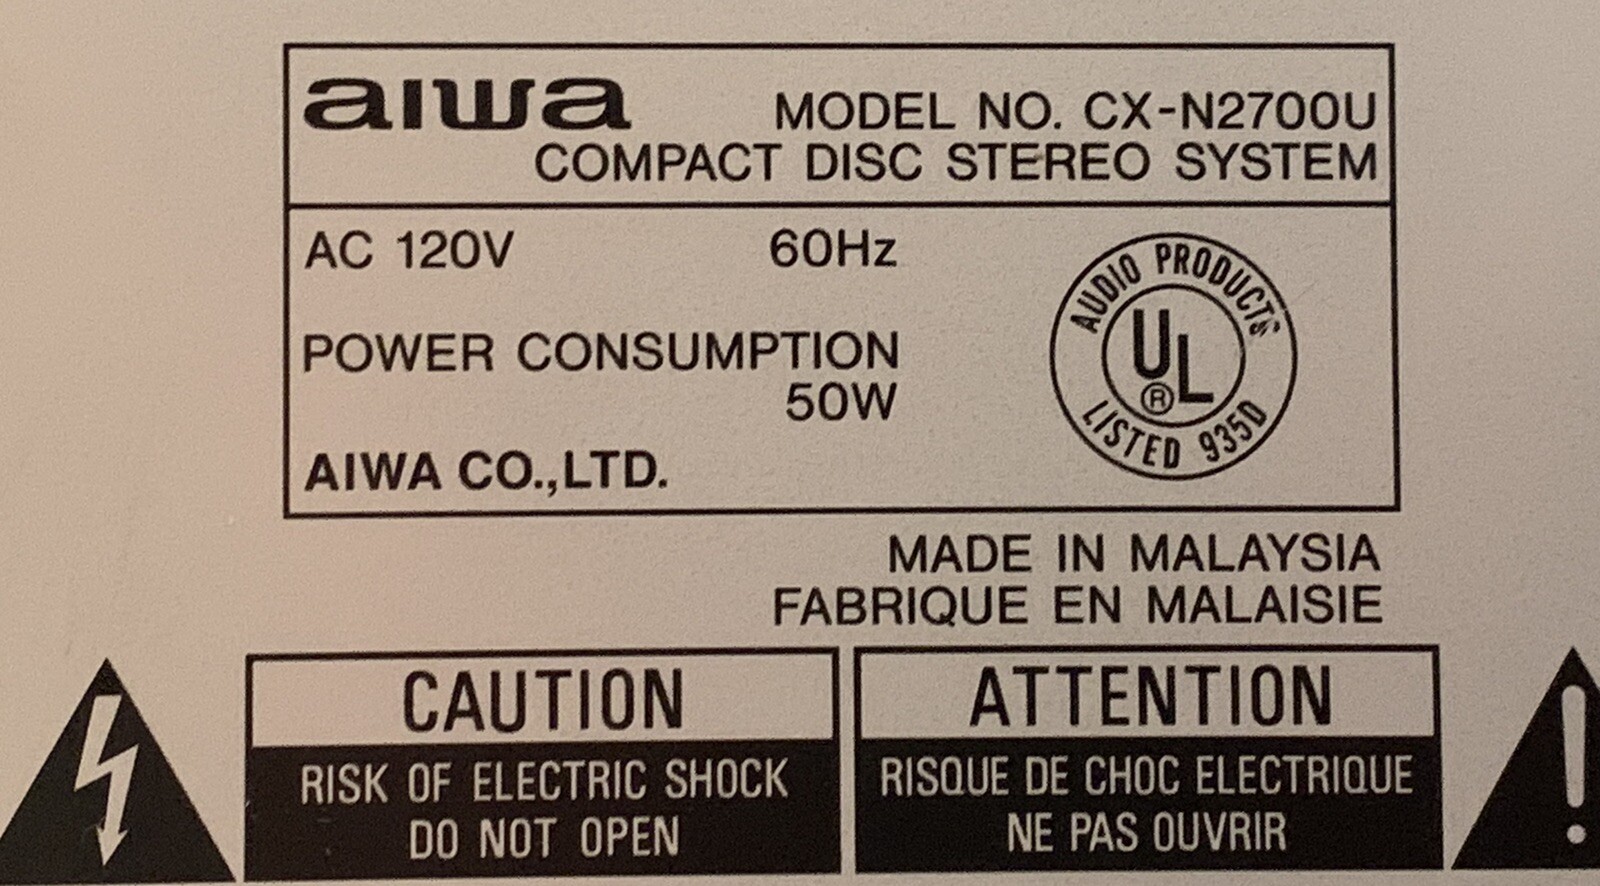 aiwa
MODEL NO. CX-N2700U
COMPACT DISC STEREO SYSTEM
AC 120V 60Hz
POWER CONSUMPTION
50W
AIWA CO.,LTD.
AUDIO PRODUCTS
UL
®
LISTED 935D
MADE IN MALAYSIA
FABRIQUE EN MALAISIE
CAUTION
RISK OF ELECTRIC SHOCK
DO NOT OPEN
ATTENTION
RISQUE DE CHOC ELECTRIQUE
NE PAS OUVRIR